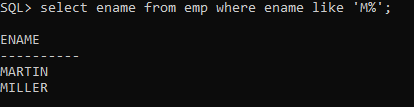 SQL> select ename from emp where ename like 'M%';
ENAME
----------
MARTIN
MILLER